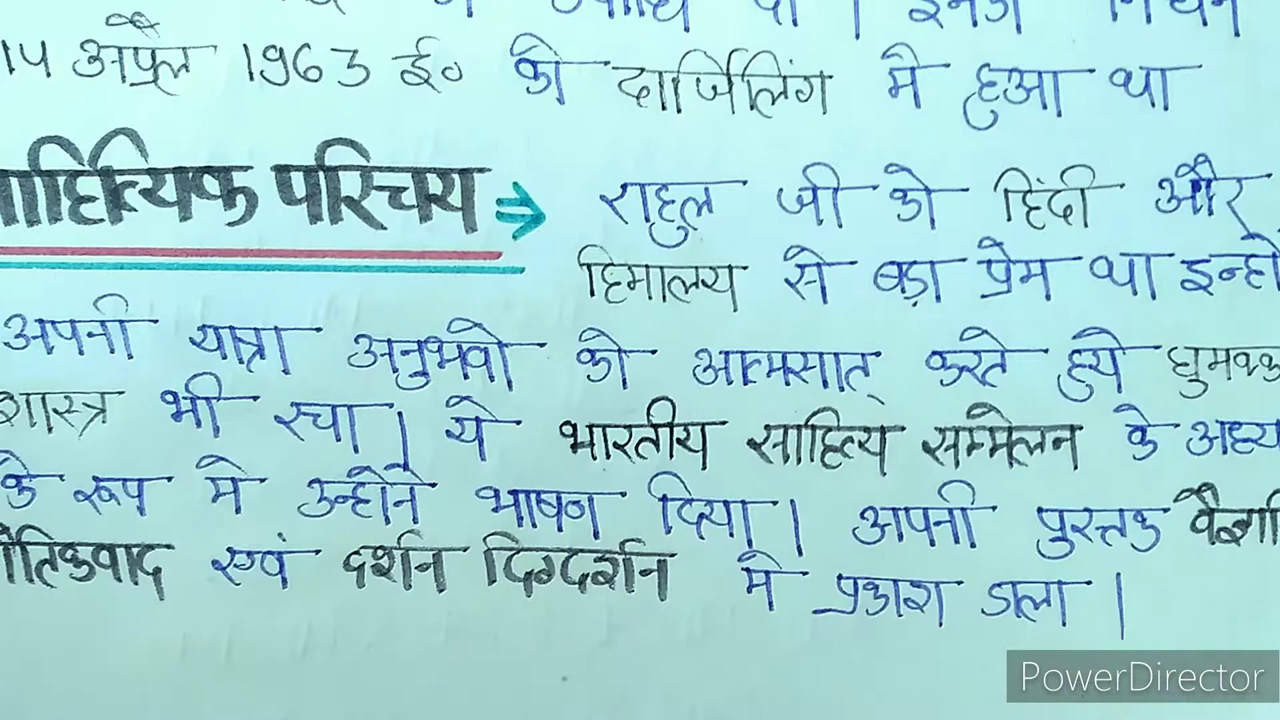 14 अप्रैल 1963 ई० को दार्जिलिंग मे हुआ था
ाहित्यिक परिचय ⇒ राहुल जी को हिंदी और
हिमालय से बड़ा प्रेम था इन्हो
अपनी यात्रा अनुभवो को आत्मसात् करते हुये घुमक्क
शास्त्र भी रचा। ये भारतीय साहित्य सम्मेलन के अध्य
के रूप मे उन्होने भाषण दिया। अपनी पुस्तक वैज्ञा
ौतिकवाद एवं दर्शन दिग्दर्शन मे प्रकाश डाला।
PowerDirector